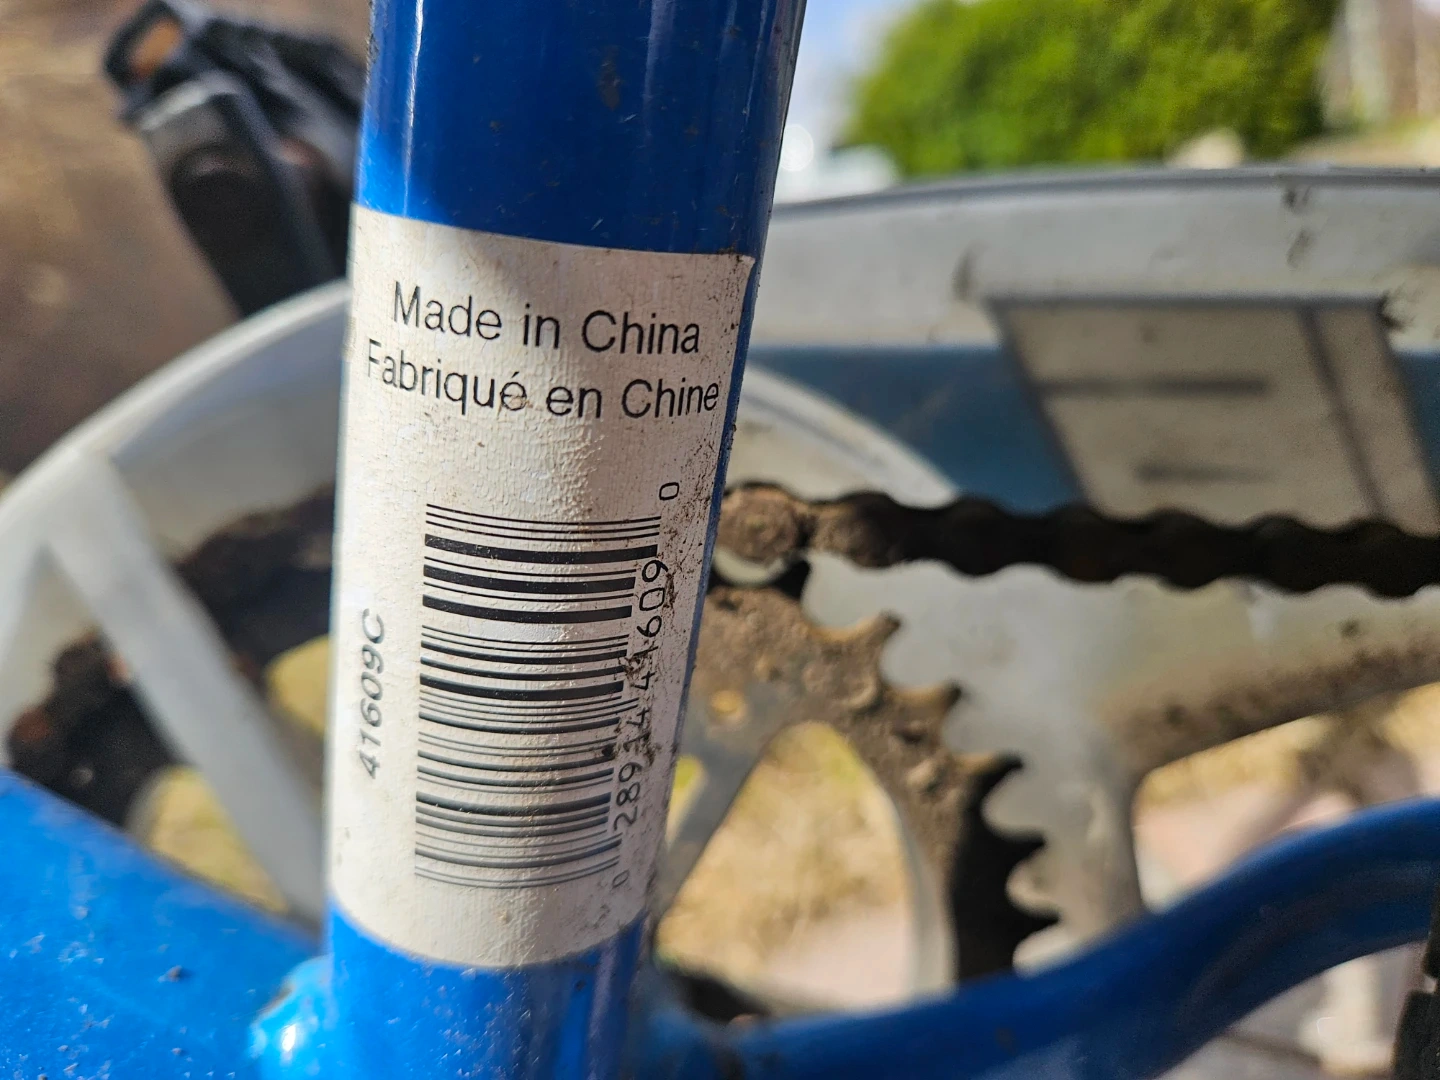 Made in China
Fabriqué en Chine
41609C
0 28914 41609 0